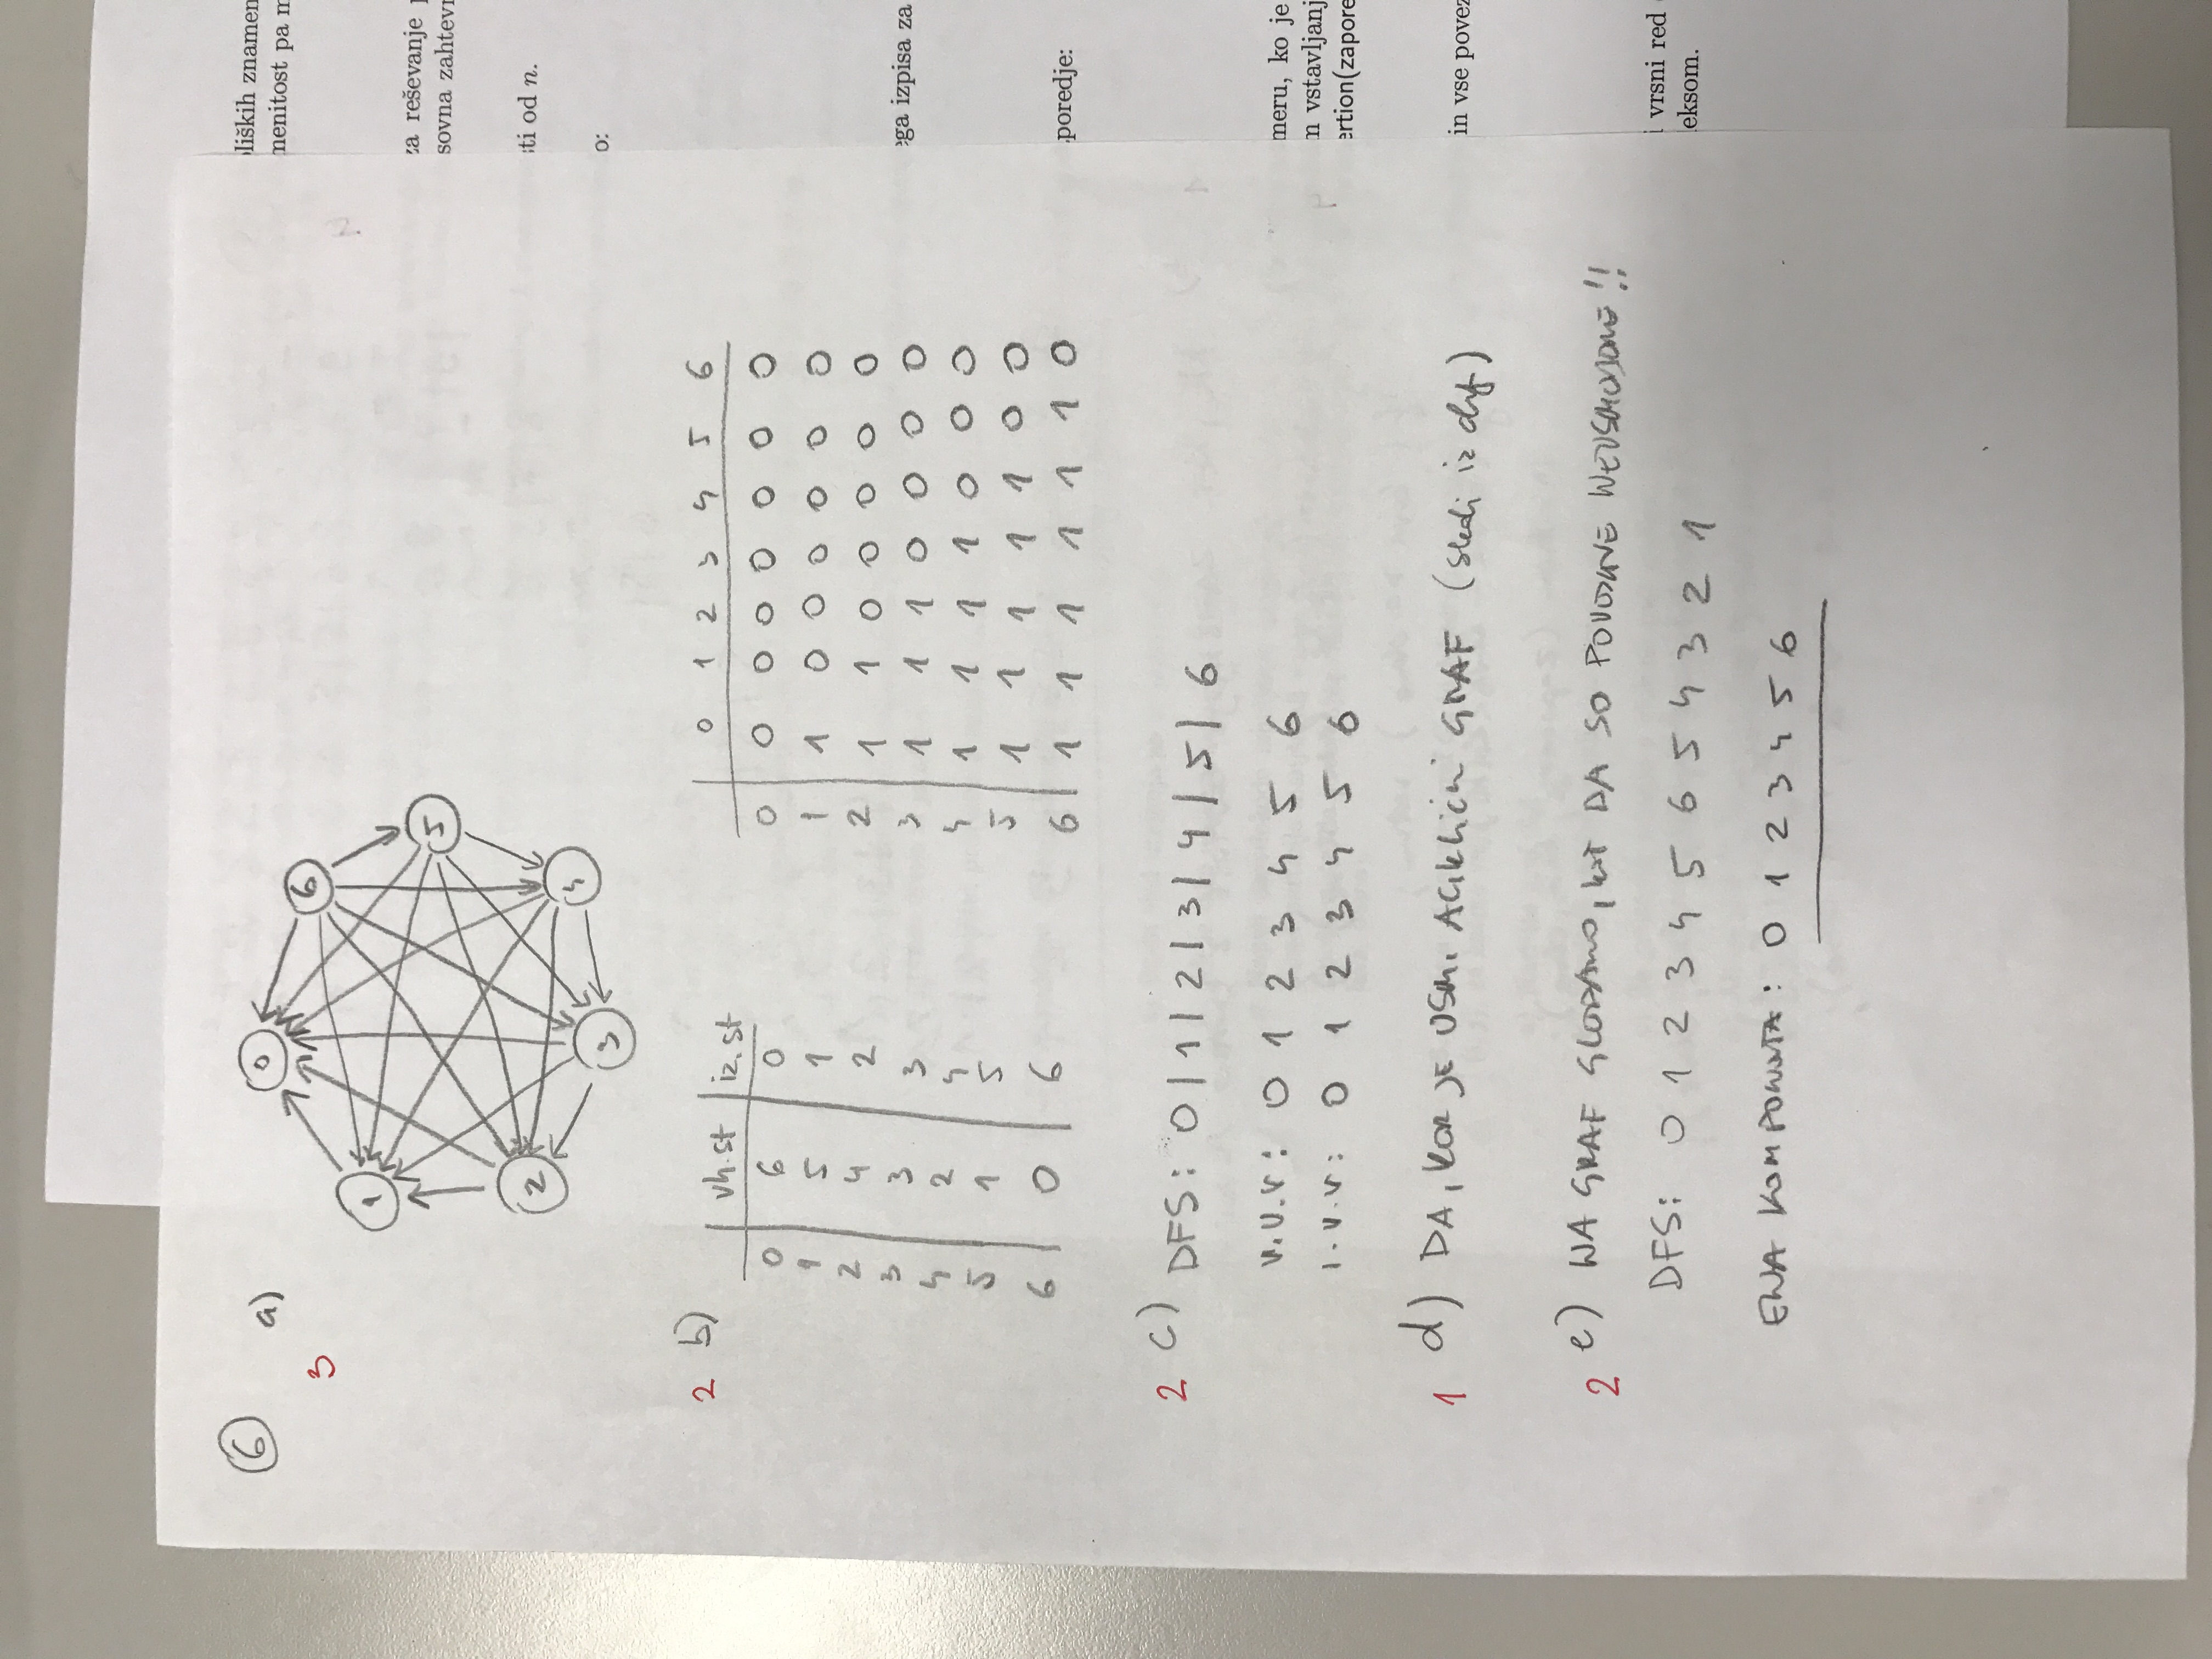 6
a)
3
0
6
1
5
2
4
3
2 b)
vh.st iz.st
0 6 0
1 5 1
2 4 2
3 3 3
4 2 4
5 1 5
6 0 6
0 1 2 3 4 5 6
0 0 0 0 0 0 0 0
1 1 0 0 0 0 0 0
2 1 1 0 0 0 0 0
3 1 1 1 0 0 0 0
4 1 1 1 1 0 0 0
5 1 1 1 1 1 0 0
6 1 1 1 1 1 1 0
2 c) DFS: 0 | 1 | 2 | 3 | 4 | 5 | 6
v.v.r: 0 1 2 3 4 5 6
i.v.r: 0 1 2 3 4 5 6
1 d) DA, KER JE USM. ACIKLIČNI GRAF (sledi iz dfs)
2 e) NA GRAF GLEDAMO, kot DA SO POVEZAVE NEUSMERJENE!!
DFS: 0 1 2 3 4 5 6 5 4 3 2 1
ENA KOMPONENTA: 0 1 2 3 4 5 6
liških znamen
menitost pa m
za reševanje p
sovna zahtevn
sti od n.
o:
ega izpisa za
poredje:
meru, ko je
m vstavljanj
ertion(zapore
in vse povez
i vrsni red
eksom.